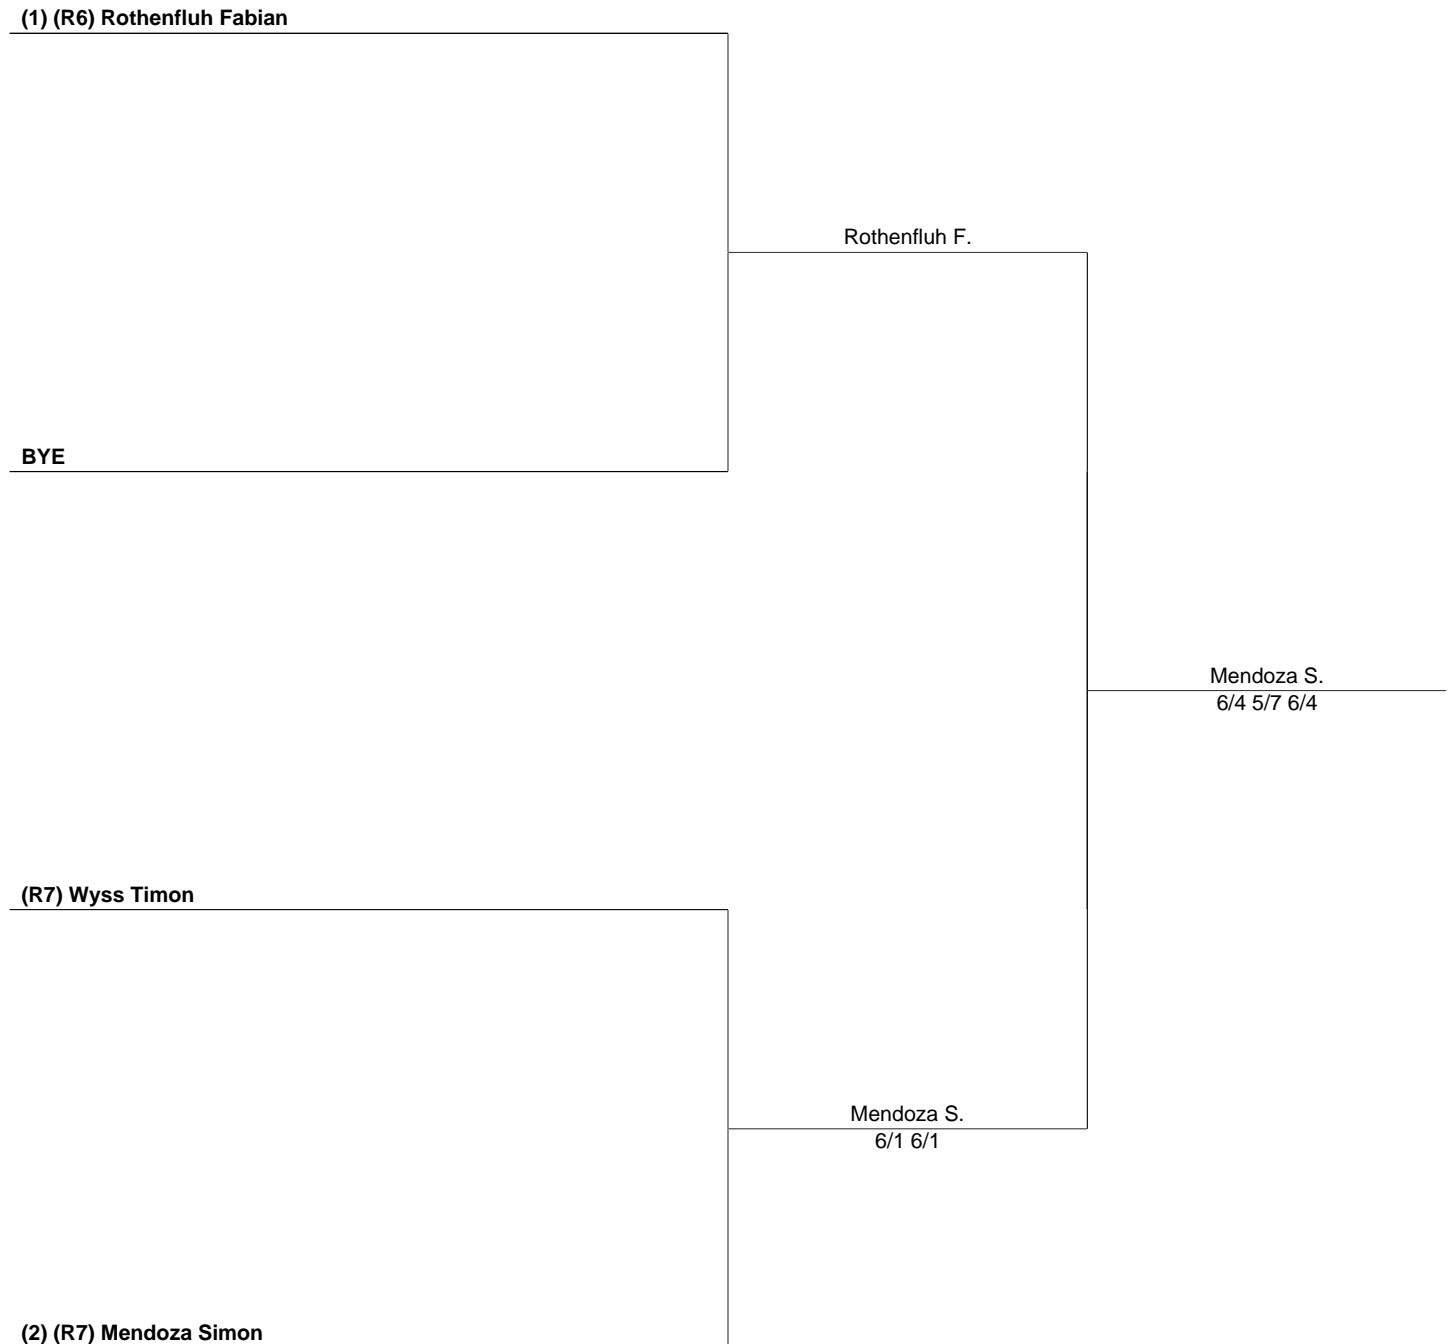 (1) (R6) Rothenfluh Fabian
Rothenfluh F.
BYE
Mendoza S.
6/4 5/7 6/4
(R7) Wyss Timon
Mendoza S.
6/1 6/1
(2) (R7) Mendoza Simon